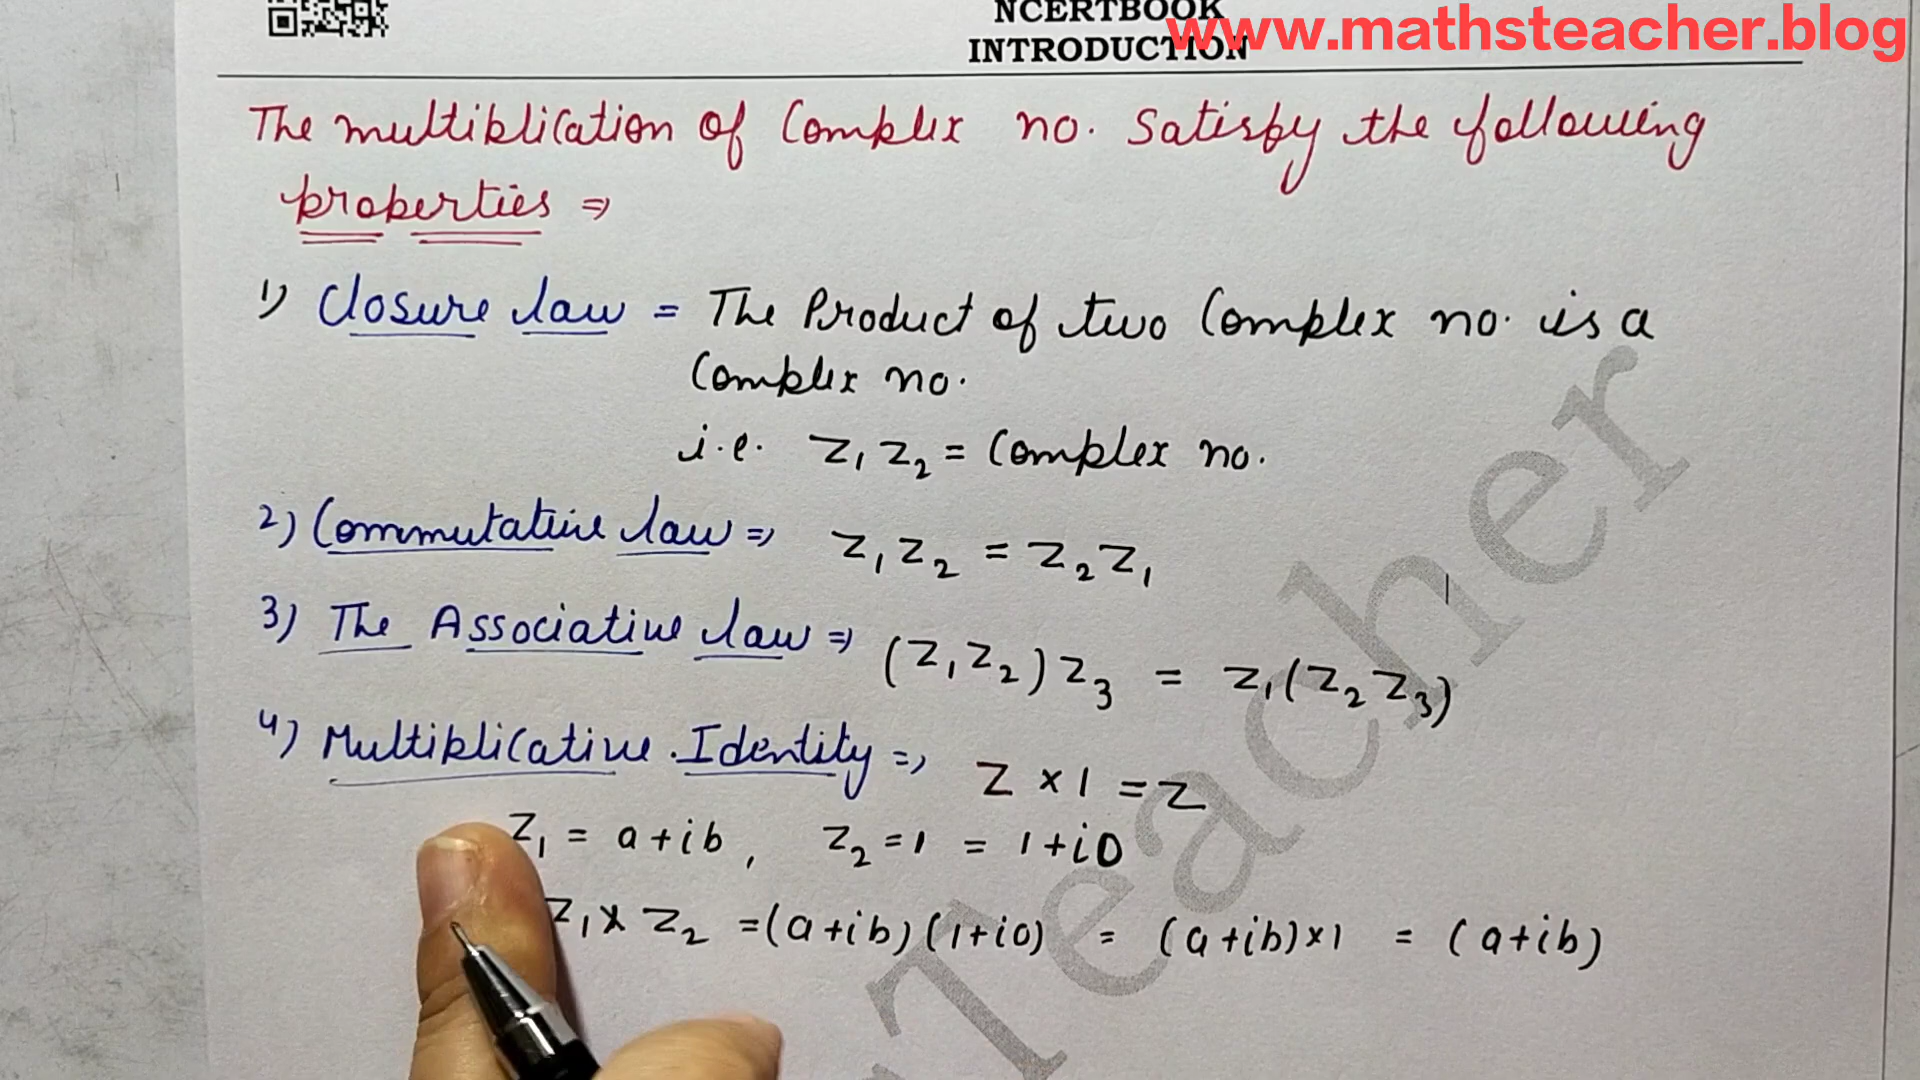 NCERTBOOK
INTRODUCTION
www.mathsteacher.blog
The multiplication of Complex no. Satisfy the following
properties ⇒
1) Closure law = The Product of two Complex no. is a
Complex no.
i.e. z₁ z₂ = Complex no.
2) Commutative law ⇒ z₁ z₂ = z₂ z₁
3) The Associative law ⇒ (z₁ z₂) z₃ = z₁ (z₂ z₃)
4) Multiplicative Identity ⇒ z × 1 = z
z₁ = a + ib , z₂ = 1 = 1 + i0
z₁ × z₂ = (a + ib) (1 + i0) = (a + ib) × 1 = (a + ib)
Teacher